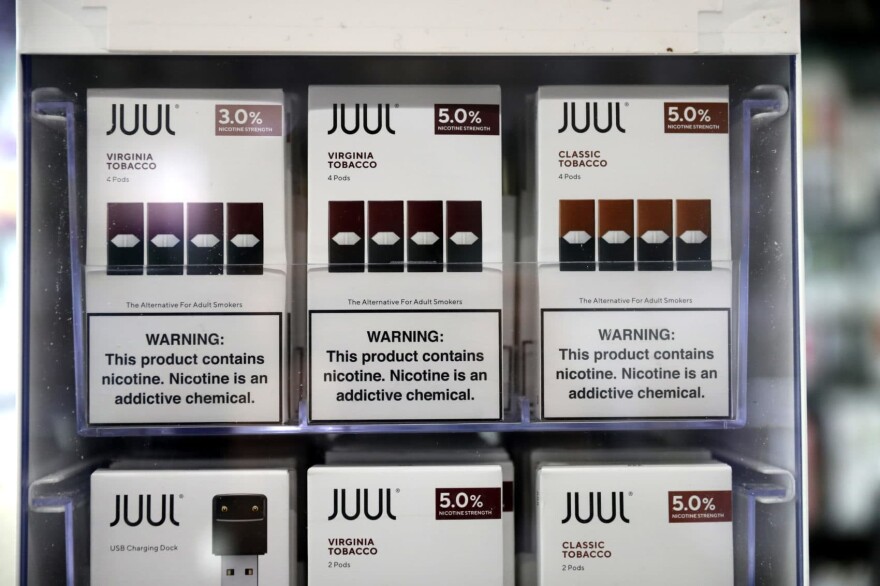 JUUL
3.0%
NICOTINE STRENGTH
VIRGINIA
TOBACCO
4 Pods
The Alternative For Adult Smokers
WARNING:
This product contains
nicotine. Nicotine is an
addictive chemical.
JUUL
5.0%
NICOTINE STRENGTH
VIRGINIA
TOBACCO
4 Pods
The Alternative For Adult Smokers
WARNING:
This product contains
nicotine. Nicotine is an
addictive chemical.
JUUL
5.0%
NICOTINE STRENGTH
CLASSIC
TOBACCO
4 Pods
The Alternative For Adult Smokers
WARNING:
This product contains
nicotine. Nicotine is an
addictive chemical.
JUUL
USB Charging Dock
JUUL
5.0%
NICOTINE STRENGTH
VIRGINIA
TOBACCO
2 Pods
JUUL
5.0%
NICOTINE STRENGTH
CLASSIC
TOBACCO
2 Pods